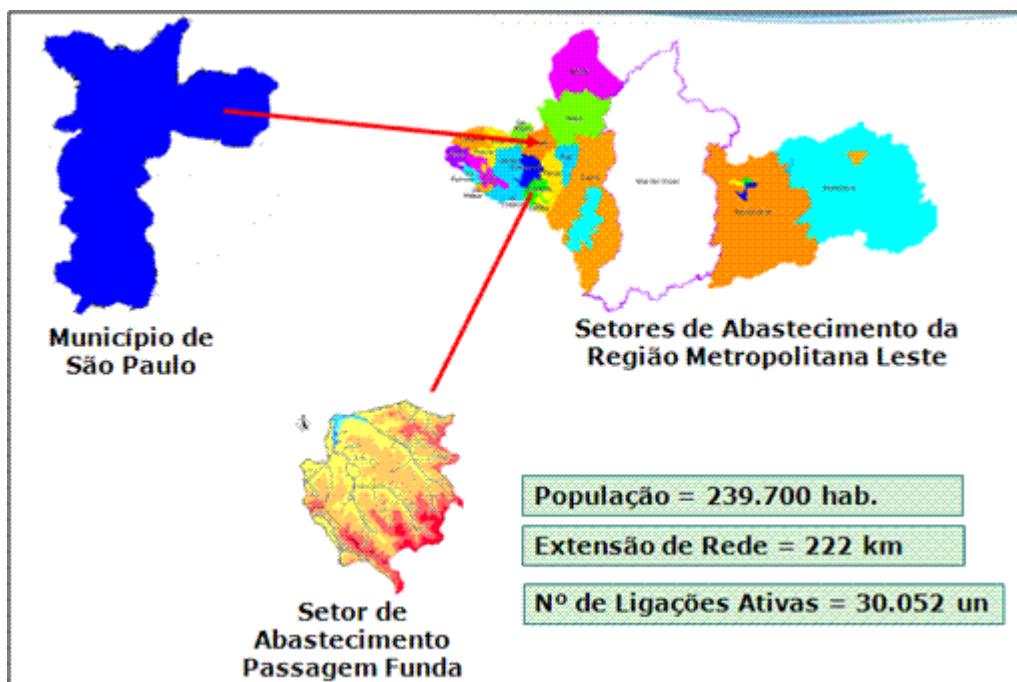 Município de
São Paulo
Setores de Abastecimento da
Região Metropolitana Leste
População = 239.700 hab.
Extensão de Rede = 222 km
Nº de Ligações Ativas = 30.052 un
Setor de
Abastecimento
Passagem Funda